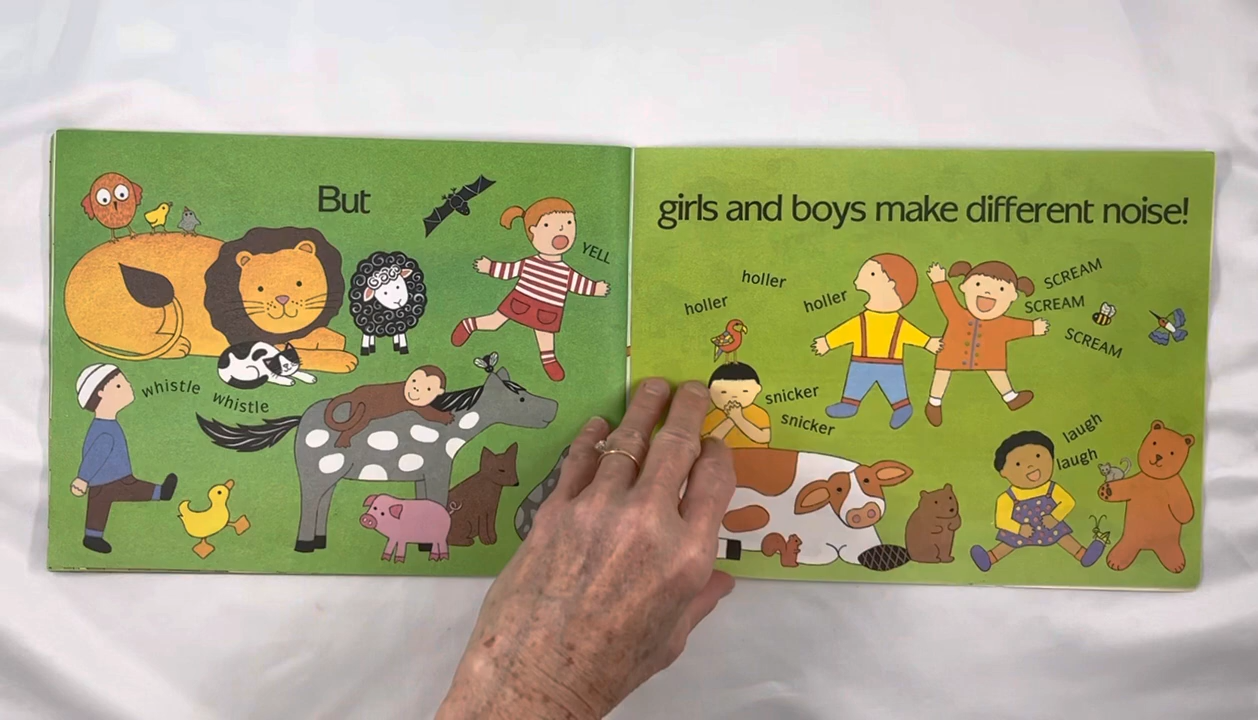 But
YELL
whistle
whistle
girls and boys make different noise!
holler
holler
holler
SCREAM
SCREAM
SCREAM
snicker
snicker
laugh
laugh